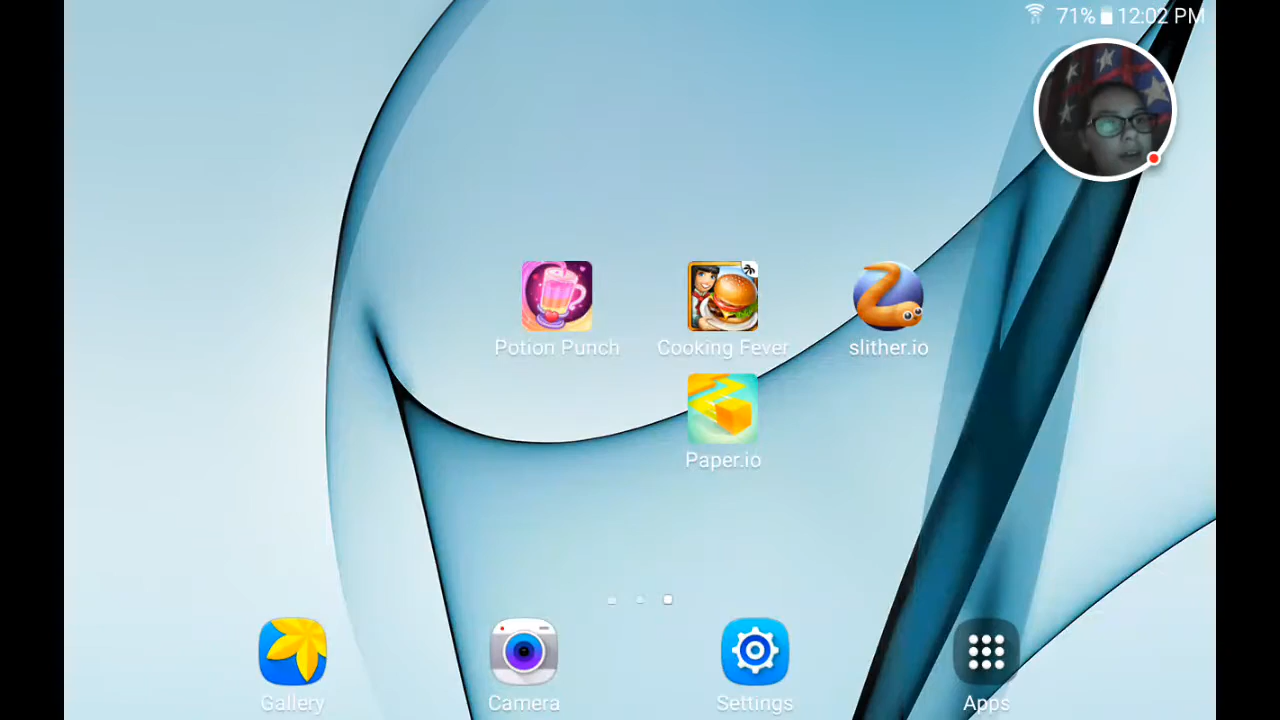 71% 12:02 PM
Potion Punch
Cooking Fever
slither.io
Paper.io
Gallery
Camera
Settings
Apps